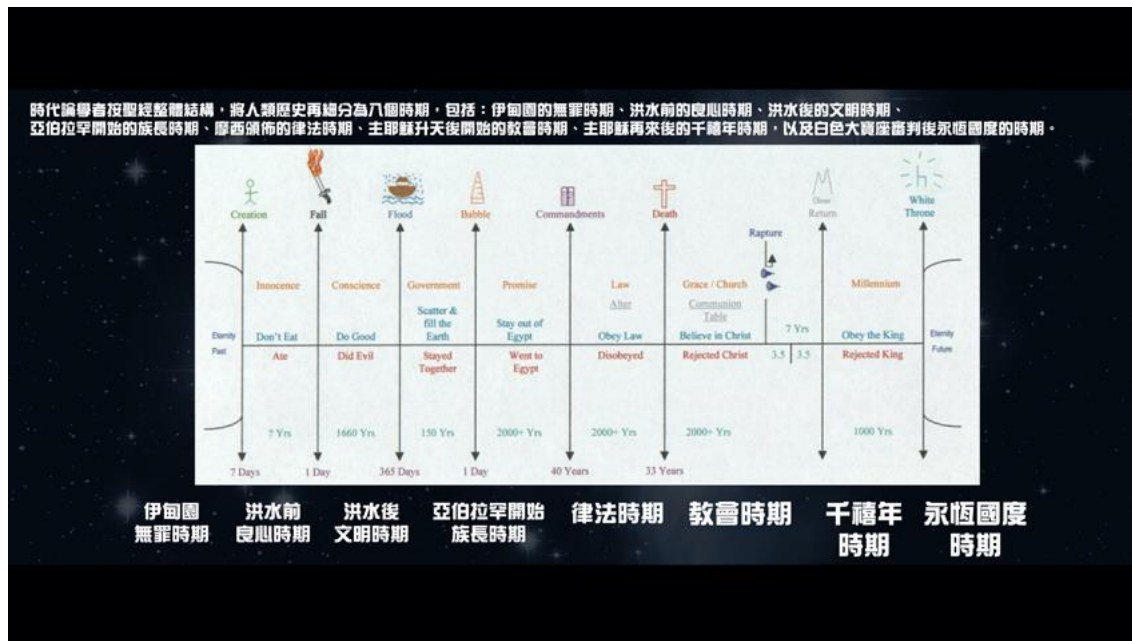 時代論學者按聖經整體結構，將人類歷史再細分為八個時期，包括：伊甸園的無罪時期、洪水前的良心時期、洪水後的文明時期、
亞伯拉罕開始的族長時期、摩西頒佈的律法時期、主耶穌升天後開始的教會時期、主耶穌再來後的千禧年時期，以及白色大寶座審判後永恆國度的時期。
Creation
Fall
Flood
Babble
Commandments
Death
Rapture
Return
White
Throne
Innocence
Conscience
Government
Promise
Law
Grace / Church
Millennium
Alter
Communion
Table
Scatter &
fill the
Earth
Stay out of
Egypt
Eternity
Past
Don't Eat
Do Good
Obey Law
Believe in Christ
7 Yrs
Obey the King
Eternity
Future
Ate
Did Evil
Stayed
Together
Went to
Egypt
Disobeyed
Rejected Christ
3.5
3.5
Rejected King
? Yrs
1660 Yrs
150 Yrs
2000+ Yrs
2000+ Yrs
2000+ Yrs
1000 Yrs
7 Days
1 Day
365 Days
1 Day
40 Years
33 Years
伊甸園
無罪時期
洪水前
良心時期
洪水後
文明時期
亞伯拉罕開始
族長時期
律法時期
教會時期
千禧年
時期
永恆國度
時期